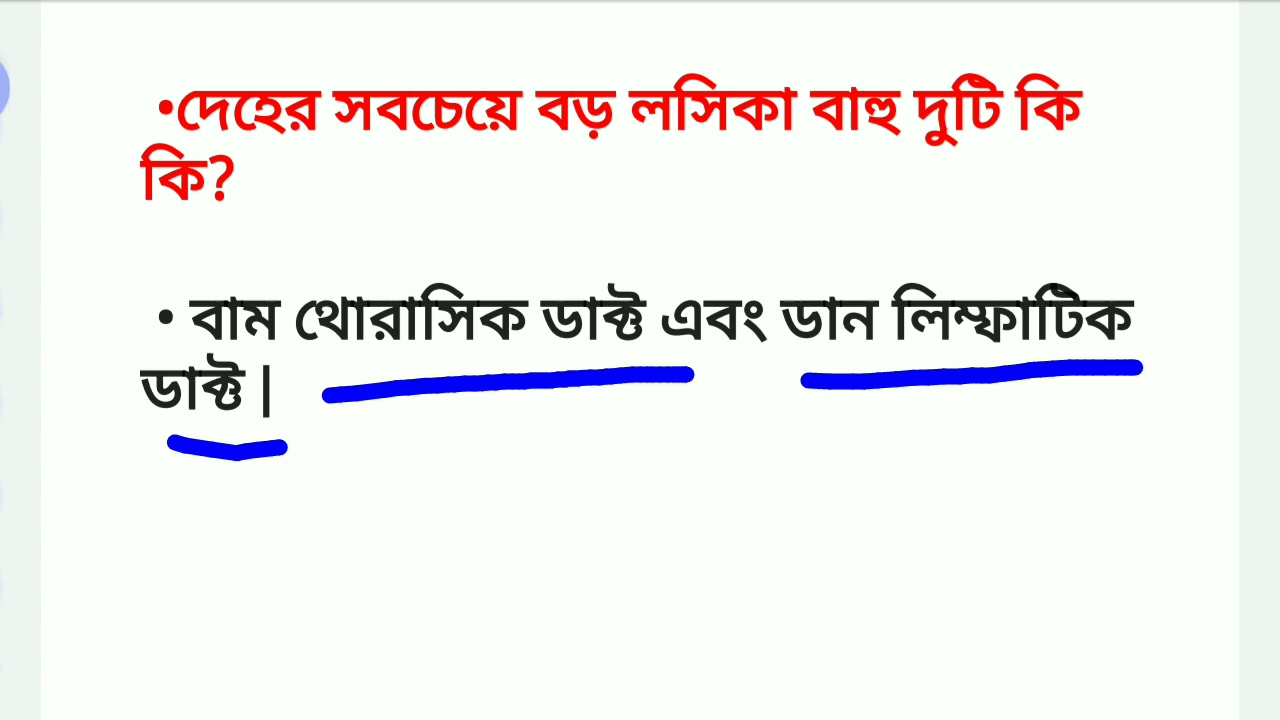 •দেহের সবচেয়ে বড় লসিকা বাহু দুটি কি
কি?
• বাম থোরাসিক ডাক্ট এবং ডান লিম্ফাটিক
ডাক্ট |